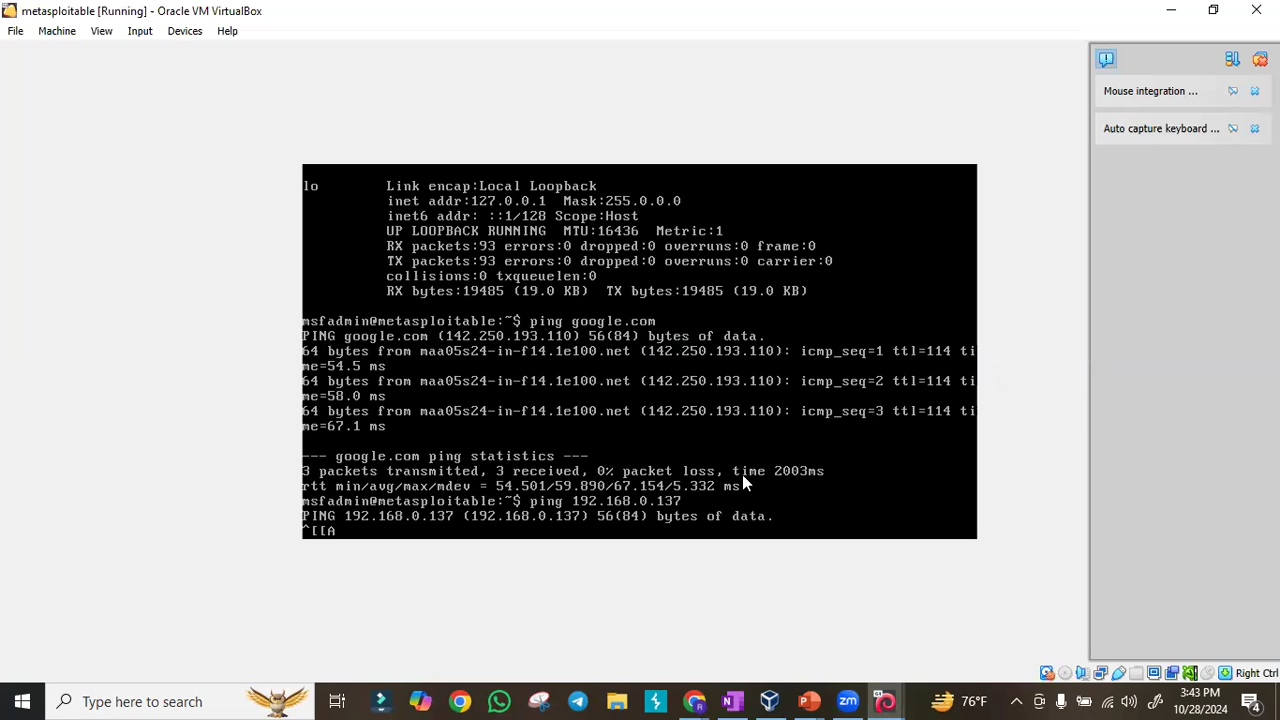 metasploitable [Running] - Oracle VM VirtualBox
File Machine View Input Devices Help
Mouse integration ...
Auto capture keyboard ...
lo Link encap:Local Loopback
inet addr:127.0.0.1 Mask:255.0.0.0
inet6 addr: ::1/128 Scope:Host
UP LOOPBACK RUNNING MTU:16436 Metric:1
RX packets:93 errors:0 dropped:0 overruns:0 frame:0
TX packets:93 errors:0 dropped:0 overruns:0 carrier:0
collisions:0 txqueuelen:0
RX bytes:19485 (19.0 KB) TX bytes:19485 (19.0 KB)
msfadmin@metasploitable:~$ ping google.com
PING google.com (142.250.193.110) 56(84) bytes of data.
64 bytes from maa05s24-in-f14.1e100.net (142.250.193.110): icmp_seq=1 ttl=114 ti
me=54.5 ms
64 bytes from maa05s24-in-f14.1e100.net (142.250.193.110): icmp_seq=2 ttl=114 ti
me=58.0 ms
64 bytes from maa05s24-in-f14.1e100.net (142.250.193.110): icmp_seq=3 ttl=114 ti
me=67.1 ms
--- google.com ping statistics ---
3 packets transmitted, 3 received, 0% packet loss, time 2003ms
rtt min/avg/max/mdev = 54.501/59.890/67.154/5.332 ms
msfadmin@metasploitable:~$ ping 192.168.0.137
PING 192.168.0.137 (192.168.0.137) 56(84) bytes of data.
^[[A
Right Ctrl
Type here to search
zm
76°F
3:43 PM
10/28/2024
4